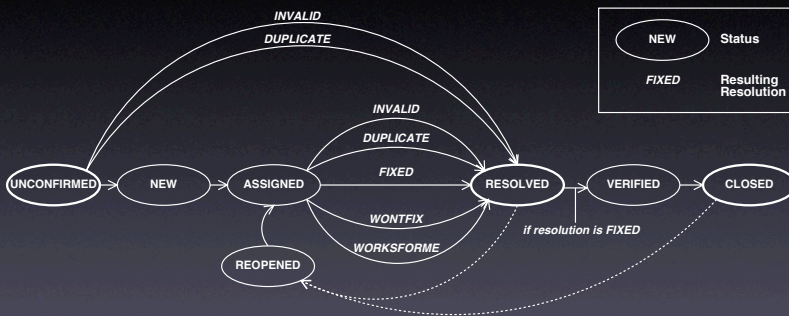 INVALID
DUPLICATE
NEW
Status
FIXED
Resulting
Resolution
INVALID
DUPLICATE
FIXED
UNCONFIRMED
NEW
ASSIGNED
RESOLVED
VERIFIED
CLOSED
WONTFIX
if resolution is FIXED
WORKSFORME
REOPENED